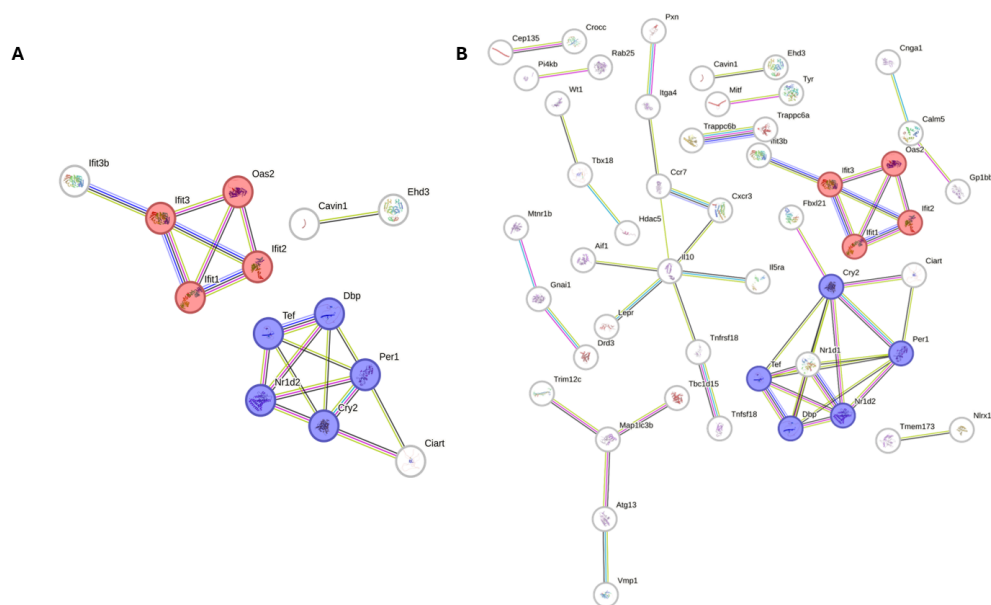 A
Ifit3b
Oas2
Ifit3
Cavin1
Ehd3
Ifit2
Ifit1
Dbp
Tef
Per1
Nr1d2
Cry2
Ciart
B
Pxn
Crocc
Cep135
Rab25
Pi4kb
Cavin1
Ehd3
Cnga1
Wt1
Itga4
Mitf
Tyr
Trappc6a
Trappc6b
Calm5
Ifit3b
Oas2
Tbx18
Ifit3
Ccr7
Gp1bb
Cxcr3
Fbxl21
Ifit2
Mtnr1b
Hdac5
Ifit1
Aif1
Il10
Il5ra
Cry2
Ciart
Gnai1
Lepr
Drd3
Tnfrsf18
Nr1d1
Per1
Tef
Nr1d2
Trim12c
Tbc1d15
Dbp
Tnfsf18
Map1lc3b
Tmem173
Nlrx1
Atg13
Vmp1